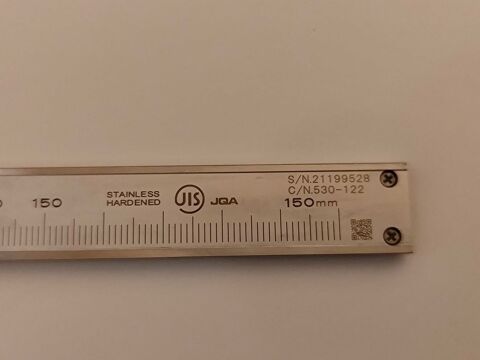 S/N.21199528
C/N.530-122
150
STAINLESS
HARDENED
JIS
JQA
150mm